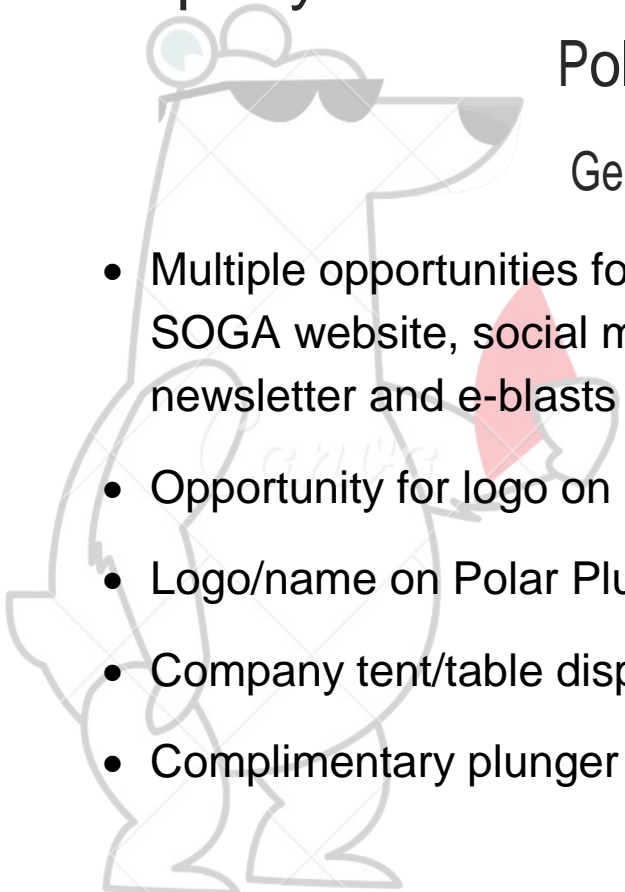 Pol
Ge
• Multiple opportunities fo
SOGA website, social m
newsletter and e-blasts
• Opportunity for logo on
• Logo/name on Polar Plu
• Company tent/table disp
• Complimentary plunger
Canva